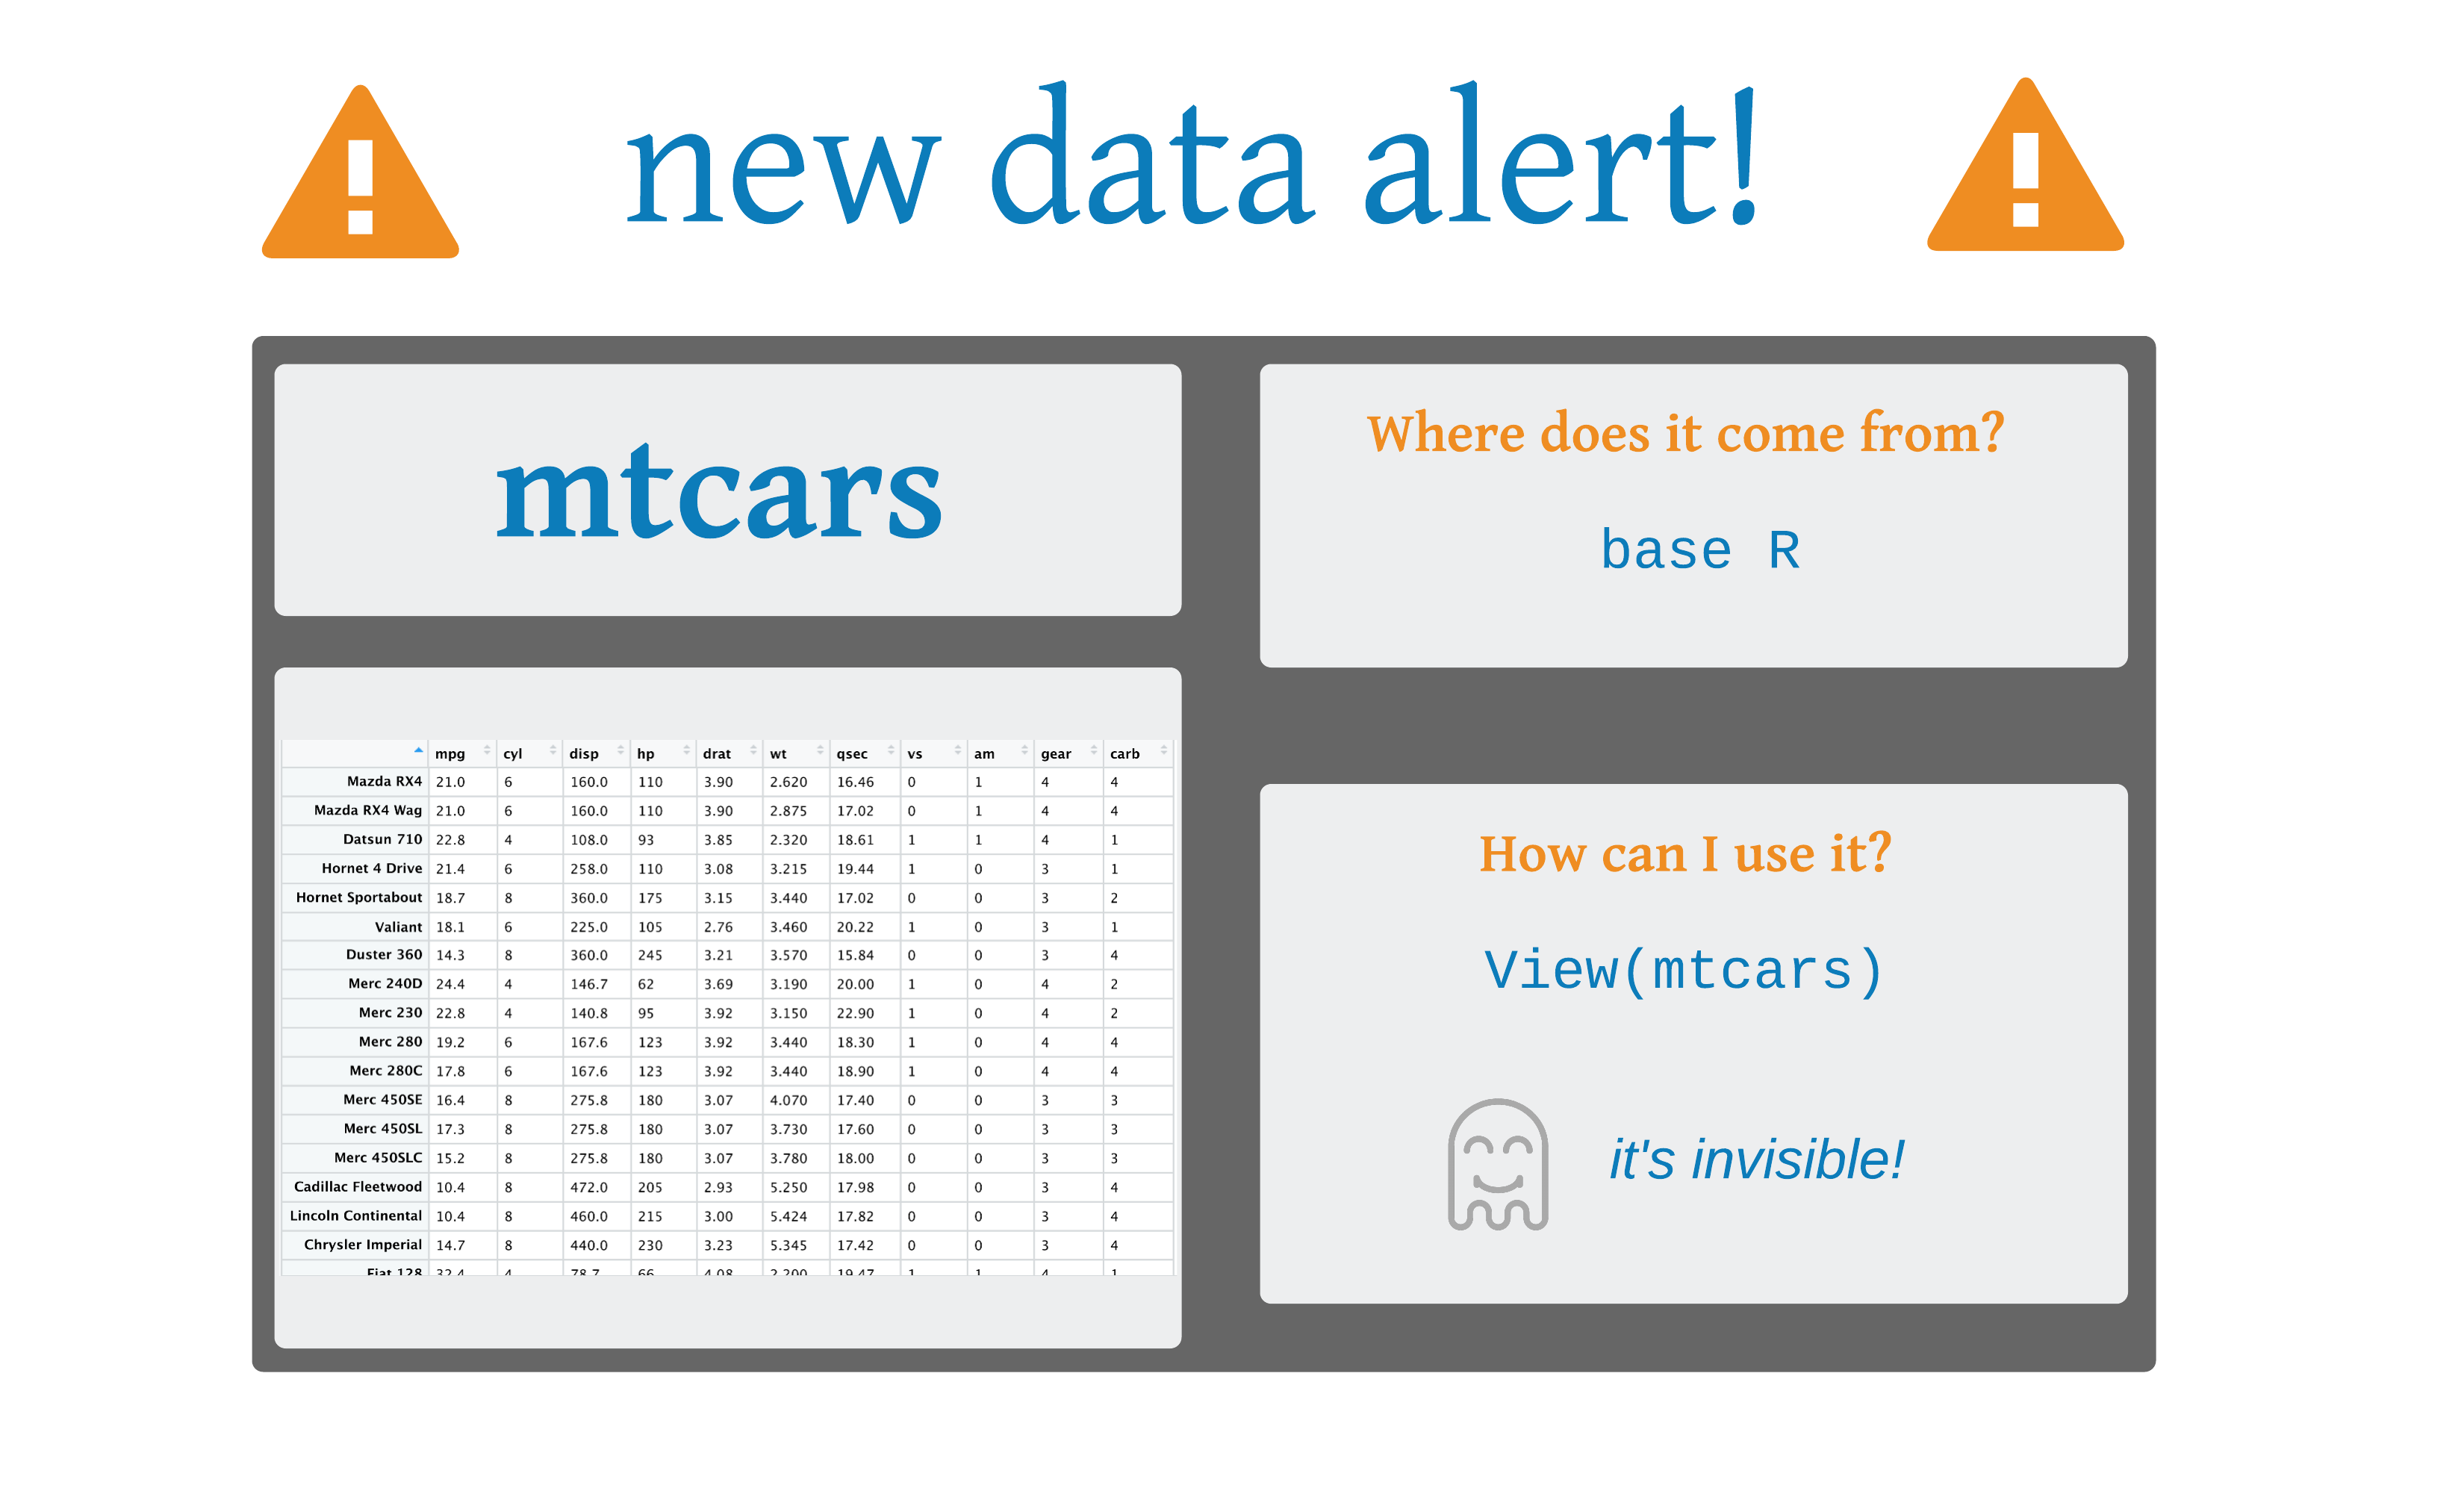 new data alert!
mtcars
Where does it come from?
base R
mpg cyl disp hp drat wt qsec vs am gear carb
Mazda RX4 21.0 6 160.0 110 3.90 2.620 16.46 0 1 4 4
Mazda RX4 Wag 21.0 6 160.0 110 3.90 2.875 17.02 0 1 4 4
Datsun 710 22.8 4 108.0 93 3.85 2.320 18.61 1 1 4 1
Hornet 4 Drive 21.4 6 258.0 110 3.08 3.215 19.44 1 0 3 1
Hornet Sportabout 18.7 8 360.0 175 3.15 3.440 17.02 0 0 3 2
Valiant 18.1 6 225.0 105 2.76 3.460 20.22 1 0 3 1
Duster 360 14.3 8 360.0 245 3.21 3.570 15.84 0 0 3 4
Merc 240D 24.4 4 146.7 62 3.69 3.190 20.00 1 0 4 2
Merc 230 22.8 4 140.8 95 3.92 3.150 22.90 1 0 4 2
Merc 280 19.2 6 167.6 123 3.92 3.440 18.30 1 0 4 4
Merc 280C 17.8 6 167.6 123 3.92 3.440 18.90 1 0 4 4
Merc 450SE 16.4 8 275.8 180 3.07 4.070 17.40 0 0 3 3
Merc 450SL 17.3 8 275.8 180 3.07 3.730 17.60 0 0 3 3
Merc 450SLC 15.2 8 275.8 180 3.07 3.780 18.00 0 0 3 3
Cadillac Fleetwood 10.4 8 472.0 205 2.93 5.250 17.98 0 0 3 4
Lincoln Continental 10.4 8 460.0 215 3.00 5.424 17.82 0 0 3 4
Chrysler Imperial 14.7 8 440.0 230 3.23 5.345 17.42 0 0 3 4
Fiat 128 32.4 4 78.7 66 4.08 2.200 19.47 1 1 4 1
How can I use it?
View(mtcars)
it's invisible!